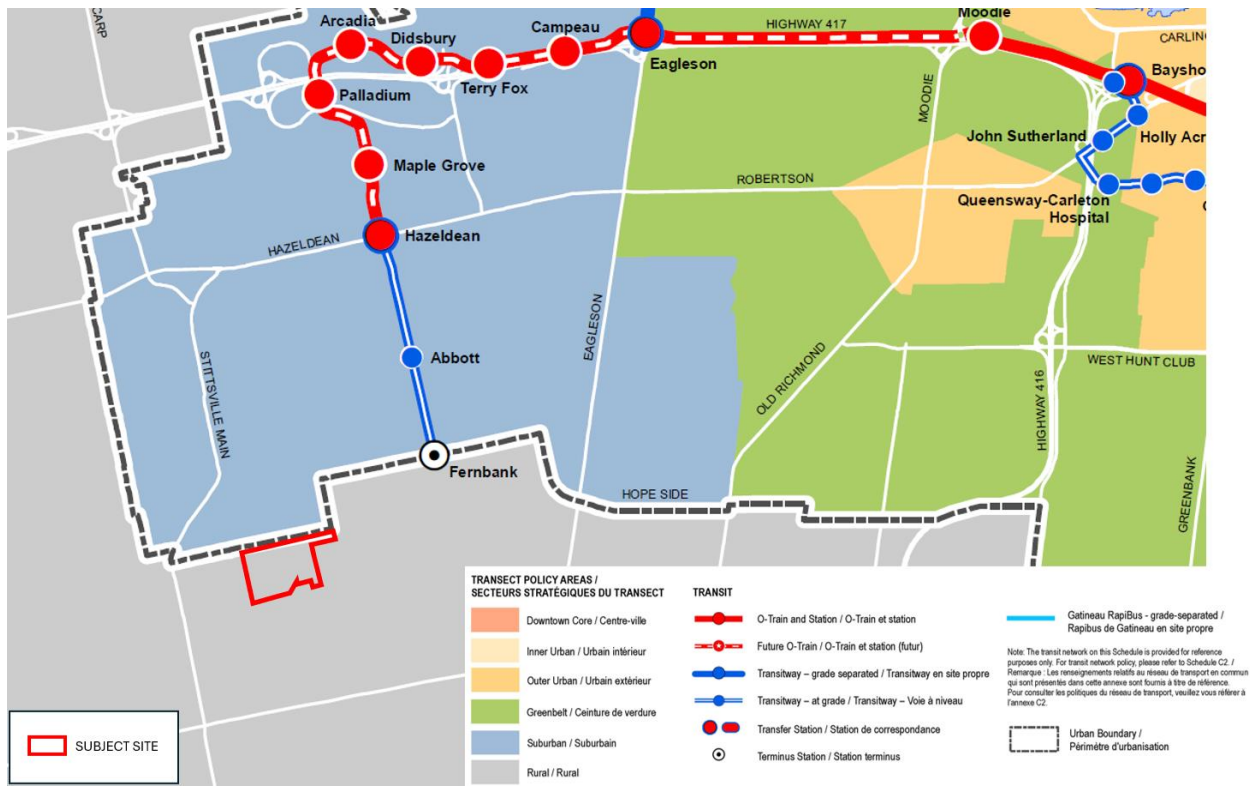 CARP
Arcadia
Didsbury
Campeau
HIGHWAY 417
Moodie
CARLING
Terry Fox
Eagleson
Baysho
Palladium
MOODIE
John Sutherland
Holly Acr
Maple Grove
ROBERTSON
Queensway-Carleton
Hospital
HAZELDEAN
Hazeldean
EAGLESON
STITTSVILLE MAIN
Abbott
OLD RICHMOND
WEST HUNT CLUB
HIGHWAY 416
Fernbank
HOPE SIDE
GREENBANK
TRANSECT POLICY AREAS /
SECTEURS STRATÉGIQUES DU TRANSECT
Downtown Core / Centre-ville
Inner Urban / Urbain intérieur
Outer Urban / Urbain extérieur
Greenbelt / Ceinture de verdure
Suburban / Suburbain
Rural / Rural
TRANSIT
O-Train and Station / O-Train et station
Future O-Train / O-Train et station (futur)
Transitway – grade separated / Transitway en site propre
Transitway – at grade / Transitway – Voie à niveau
Transfer Station / Station de correspondance
Terminus Station / Station terminus
Gatineau RapiBus - grade-separated /
Rapibus de Gatineau en site propre
Note: The transit network on this Schedule is provided for reference
purposes only. For transit network policy, please refer to Schedule C2. /
Remarque : Les renseignements relatifs au réseau de transport en commun
qui sont présentés dans cette annexe sont fournis à titre de référence.
Pour consulter les politiques du réseau de transport, veuillez vous référer à
l'annexe C2.
Urban Boundary /
Périmètre d'urbanisation
SUBJECT SITE